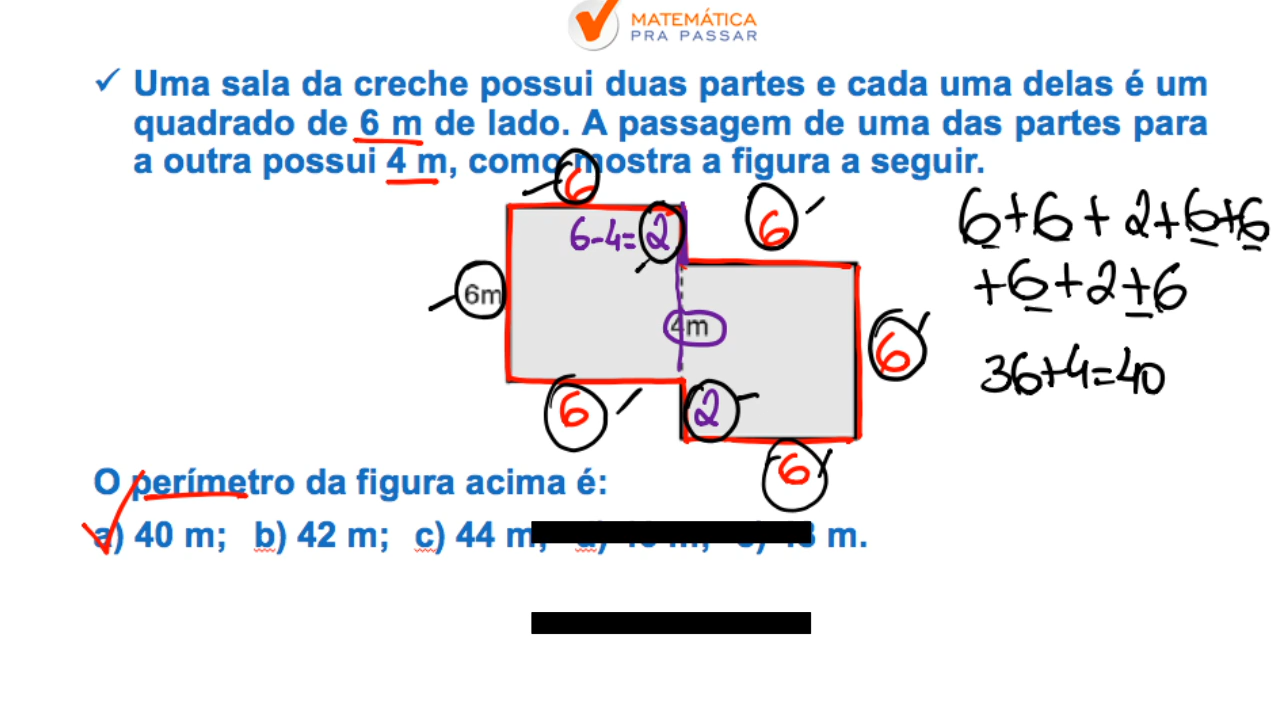 MATEMÁTICA
PRA PASSAR
✓ Uma sala da creche possui duas partes e cada uma delas é um
quadrado de 6 m de lado. A passagem de uma das partes para
a outra possui 4 m, como mostra a figura a seguir.
6
6
6-4=2
6m
4m
6
6
2
6
6+6+2+6+6
+6+2+6
36+4=40
O perímetro da figura acima é:
a) 40 m; b) 42 m; c) 44 m, m.